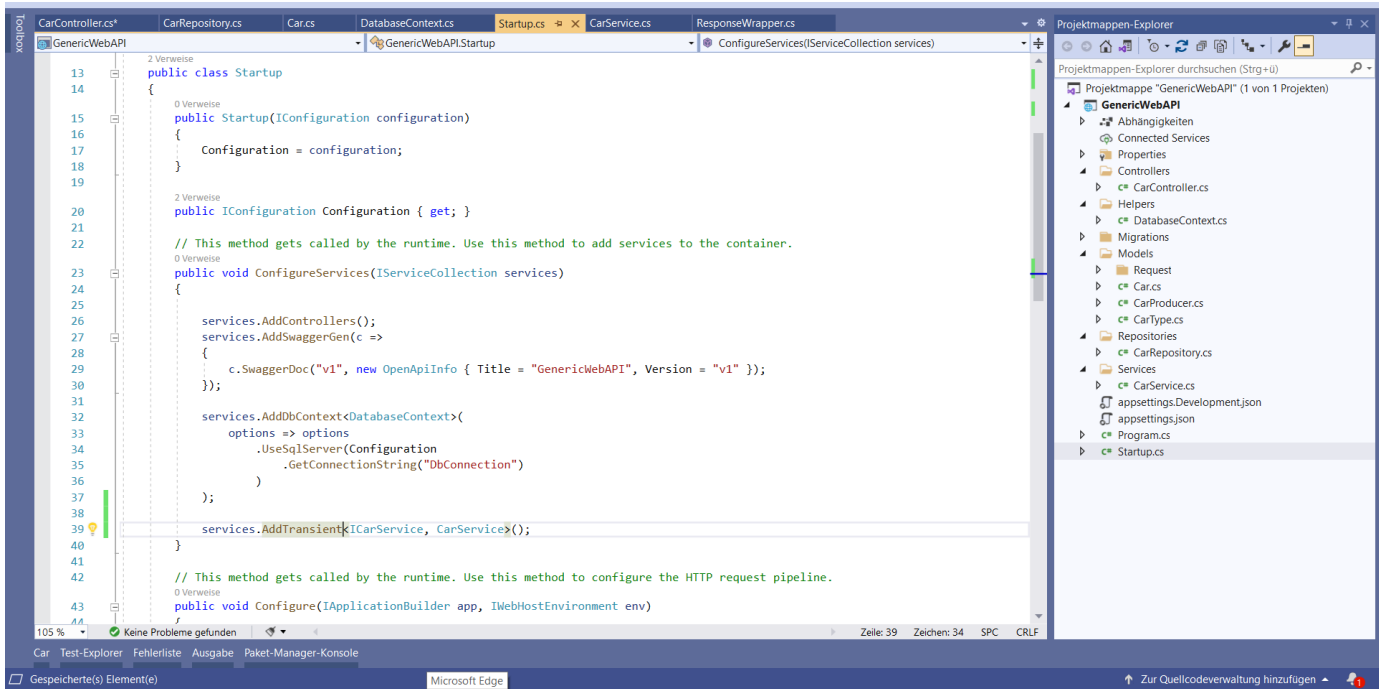 Toolbox
CarController.cs* CarRepository.cs Car.cs DatabaseContext.cs Startup.cs CarService.cs ResponseWrapper.cs
GenericWebAPI GenericWebAPI.Startup ConfigureServices(IServiceCollection services)
2 Verweise
13 public class Startup
14 {
0 Verweise
15 public Startup(IConfiguration configuration)
16 {
17 Configuration = configuration;
18 }
19
2 Verweise
20 public IConfiguration Configuration { get; }
21
22 // This method gets called by the runtime. Use this method to add services to the container.
0 Verweise
23 public void ConfigureServices(IServiceCollection services)
24 {
25
26 services.AddControllers();
27 services.AddSwaggerGen(c =>
28 {
29 c.SwaggerDoc("v1", new OpenApiInfo { Title = "GenericWebAPI", Version = "v1" });
30 });
31
32 services.AddDbContext<DatabaseContext>(
33 options => options
34 .UseSqlServer(Configuration
35 .GetConnectionString("DbConnection")
36 )
37 );
38
39 services.AddTransient<ICarService, CarService>();
40 }
41
42 // This method gets called by the runtime. Use this method to configure the HTTP request pipeline.
0 Verweise
43 public void Configure(IApplicationBuilder app, IWebHostEnvironment env)
44 {
105 % Keine Probleme gefunden Zeile: 39 Zeichen: 34 SPC CRLF
Car Test-Explorer Fehlerliste Ausgabe Paket-Manager-Konsole
Projektmappen-Explorer
Projektmappen-Explorer durchsuchen (Strg+ü)
Projektmappe "GenericWebAPI" (1 von 1 Projekten)
GenericWebAPI
Abhängigkeiten
Connected Services
Properties
Controllers
C# CarController.cs
Helpers
C# DatabaseContext.cs
Migrations
Models
Request
C# Car.cs
C# CarProducer.cs
C# CarType.cs
Repositories
C# CarRepository.cs
Services
C# CarService.cs
appsettings.Development.json
appsettings.json
C# Program.cs
C# Startup.cs
Gespeicherte(s) Element(e) Microsoft Edge Zur Quellcodeverwaltung hinzufügen 1